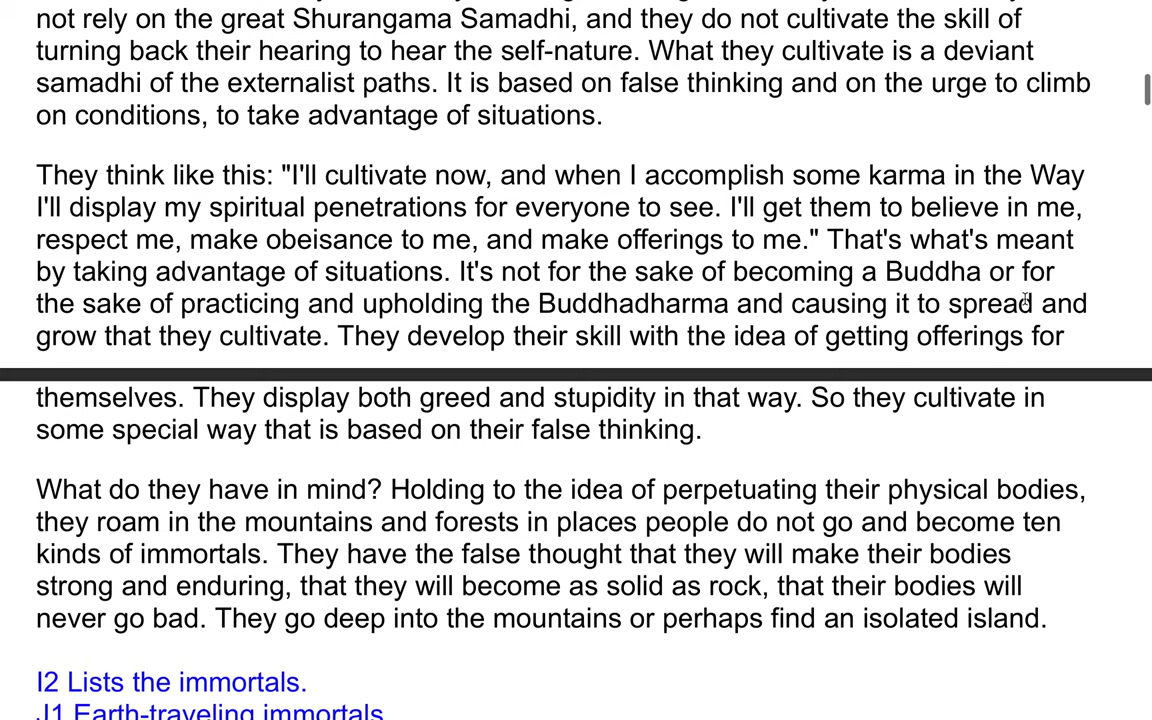 not rely on the great Shurangama Samadhi, and they do not cultivate the skill of
turning back their hearing to hear the self-nature. What they cultivate is a deviant
samadhi of the externalist paths. It is based on false thinking and on the urge to climb
on conditions, to take advantage of situations.
They think like this: "I'll cultivate now, and when I accomplish some karma in the Way
I'll display my spiritual penetrations for everyone to see. I'll get them to believe in me,
respect me, make obeisance to me, and make offerings to me." That's what's meant
by taking advantage of situations. It's not for the sake of becoming a Buddha or for
the sake of practicing and upholding the Buddhadharma and causing it to spread and
grow that they cultivate. They develop their skill with the idea of getting offerings for
themselves. They display both greed and stupidity in that way. So they cultivate in
some special way that is based on their false thinking.
What do they have in mind? Holding to the idea of perpetuating their physical bodies,
they roam in the mountains and forests in places people do not go and become ten
kinds of immortals. They have the false thought that they will make their bodies
strong and enduring, that they will become as solid as rock, that their bodies will
never go bad. They go deep into the mountains or perhaps find an isolated island.
I2 Lists the immortals.
J1 Earth-traveling immortals